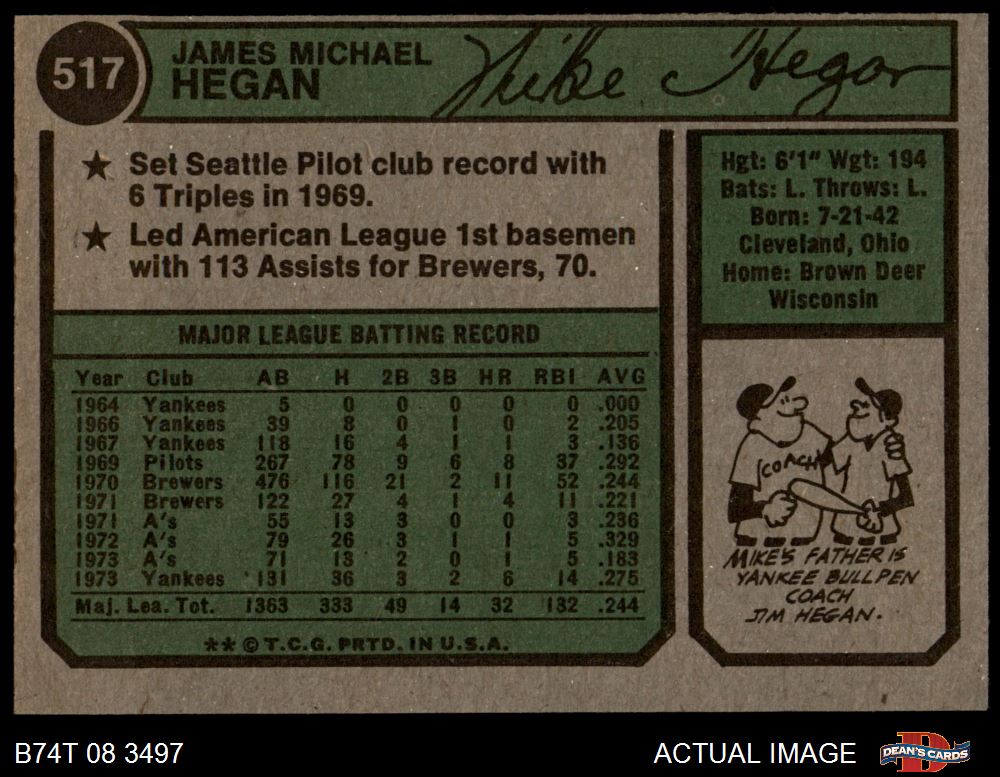 517
JAMES MICHAEL
HEGAN
Mike Hegan
★ Set Seattle Pilot club record with
6 Triples in 1969.
★ Led American League 1st basemen
with 113 Assists for Brewers, 70.
Hgt: 6'1" Wgt: 194
Bats: L. Throws: L.
Born: 7-21-42
Cleveland, Ohio
Home: Brown Deer
Wisconsin
MAJOR LEAGUE BATTING RECORD
Year Club AB H 2B 3B HR RBI AVG
1964 Yankees 5 0 0 0 0 0 .000
1966 Yankees 39 8 0 1 0 2 .205
1967 Yankees 118 16 4 1 1 3 .136
1969 Pilots 267 78 9 6 8 37 .292
1970 Brewers 476 116 21 2 11 52 .244
1971 Brewers 122 27 4 1 4 11 .221
1971 A's 55 13 3 0 0 3 .236
1972 A's 79 26 3 1 1 5 .329
1973 A's 71 13 2 0 1 5 .183
1973 Yankees 131 36 3 2 6 14 .275
Maj. Lea. Tot. 1363 333 49 14 32 132 .244
** © T.C.G. PRTD. IN U.S.A.
COACH
MIKE'S FATHER IS
YANKEE BULLPEN
COACH
JIM HEGAN.
B74T 08 3497
ACTUAL IMAGE
DEAN'S CARDS